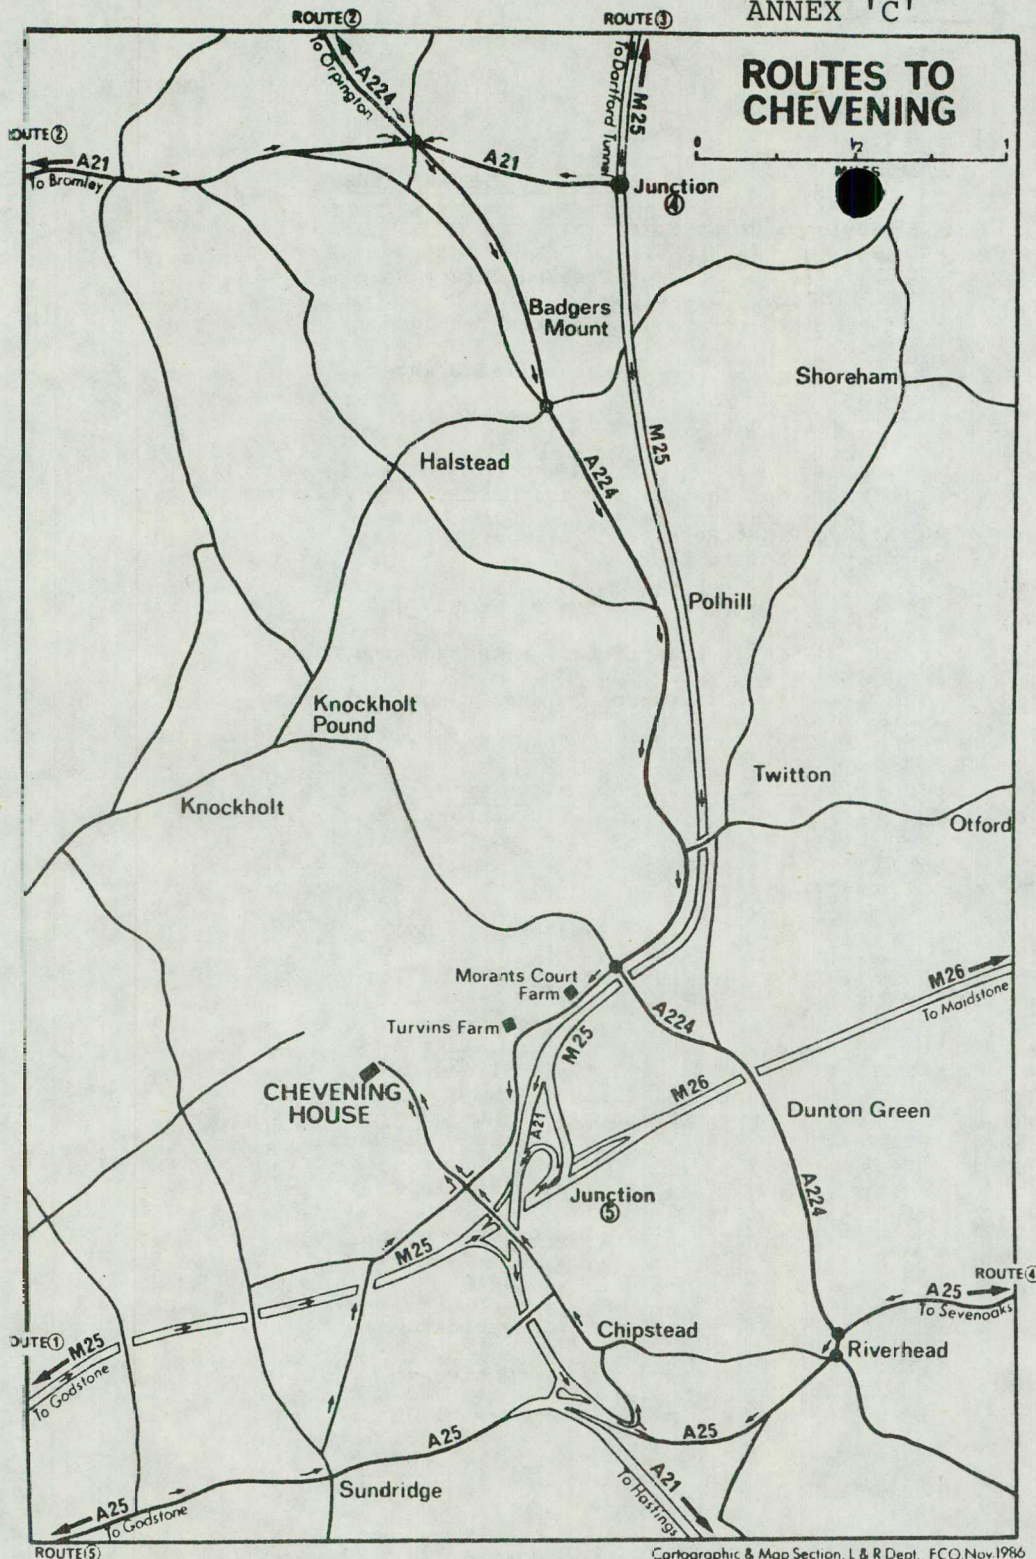 ANNEX 'C'
ROUTE②
ROUTE③
ROUTES TO
CHEVENING
0 ½ 1
To Orpington
A224
To Dartford Tunnel
M25
OUTE②
A21
To Bromley
A21
Junction
④
Badgers
Mount
Shoreham
M25
Halstead
A224
Polhill
Knockholt
Pound
Twitton
Knockholt
Otford
Morants Court
Farm
M26
To Maidstone
Turvins Farm
M25
A224
CHEVENING
HOUSE
M26
A21
Dunton Green
Junction
⑤
A224
M25
ROUTE④
A25
To Sevenoaks
OUTE①
M25
To Godstone
Chipstead
Riverhead
A25
A25
A21
To Hastings
Sundridge
A25
To Godstone
ROUTE⑤
Cartographic & Map Section, L & R Dept. FCO Nov.1986